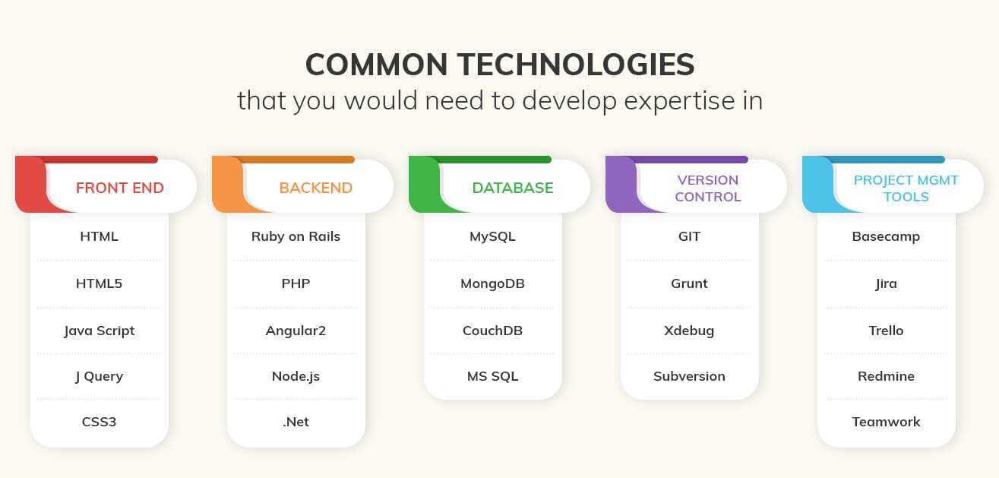 COMMON TECHNOLOGIES
that you would need to develop expertise in
FRONT END
HTML
HTML5
Java Script
J Query
CSS3
BACKEND
Ruby on Rails
PHP
Angular2
Node.js
.Net
DATABASE
MySQL
MongoDB
CouchDB
MS SQL
VERSION
CONTROL
GIT
Grunt
Xdebug
Subversion
PROJECT MGMT
TOOLS
Basecamp
Jira
Trello
Redmine
Teamwork